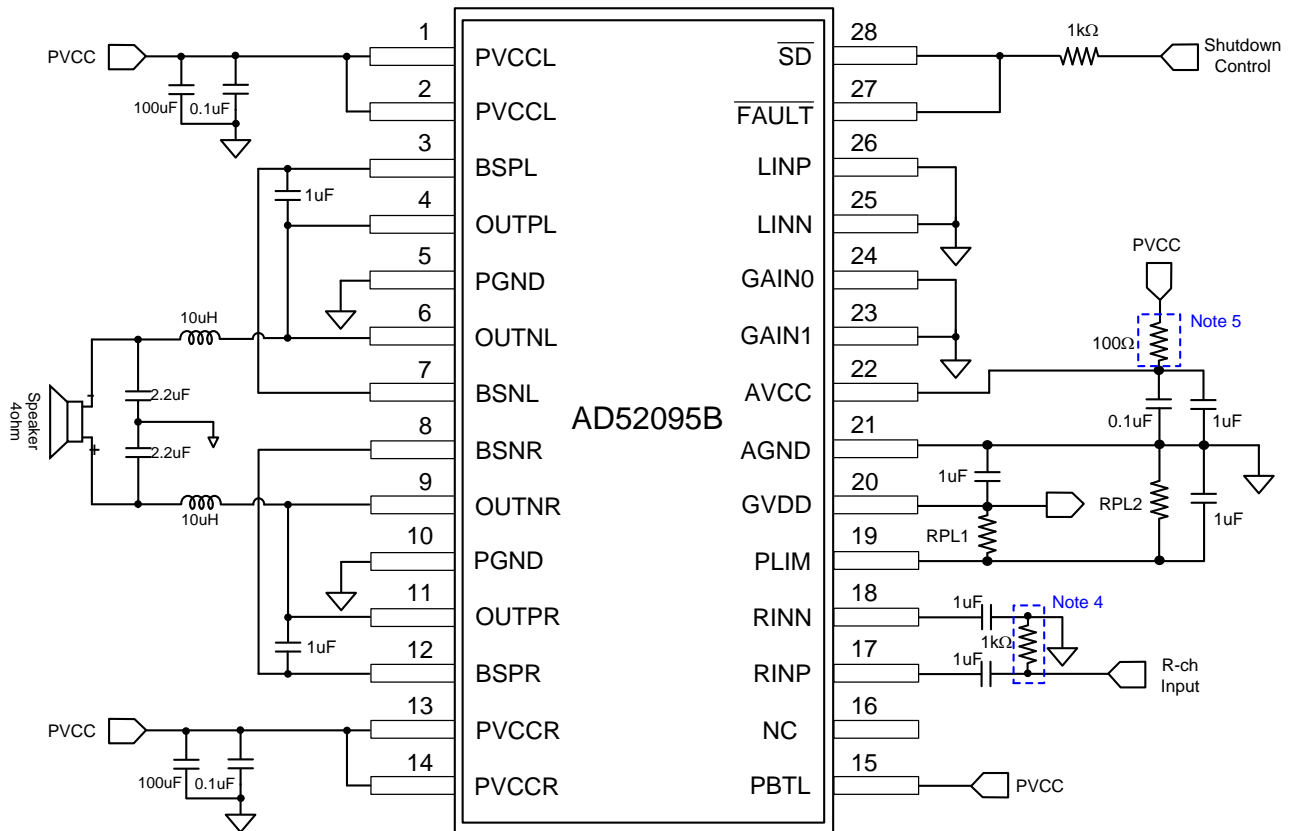 1 PVCCL
2 PVCCL
3 BSPL
4 OUTPL
5 PGND
6 OUTNL
7 BSNL
8 BSNR
9 OUTNR
10 PGND
11 OUTPR
12 BSPR
13 PVCCR
14 PVCCR
AD52095B
28 SD
27 FAULT
26 LINP
25 LINN
24 GAIN0
23 GAIN1
22 AVCC
21 AGND
20 GVDD
19 PLIM
18 RINN
17 RINP
16 NC
15 PBTL
PVCC
100uF
0.1uF
1uF
10uH
2.2uF
2.2uF
-
+
Speaker
4ohm
10uH
1uF
PVCC
100uF
0.1uF
1kΩ
Shutdown
Control
PVCC
Note 5
100Ω
0.1uF
1uF
1uF
RPL1
RPL2
1uF
1uF
Note 4
1kΩ
1uF
R-ch
Input
PVCC